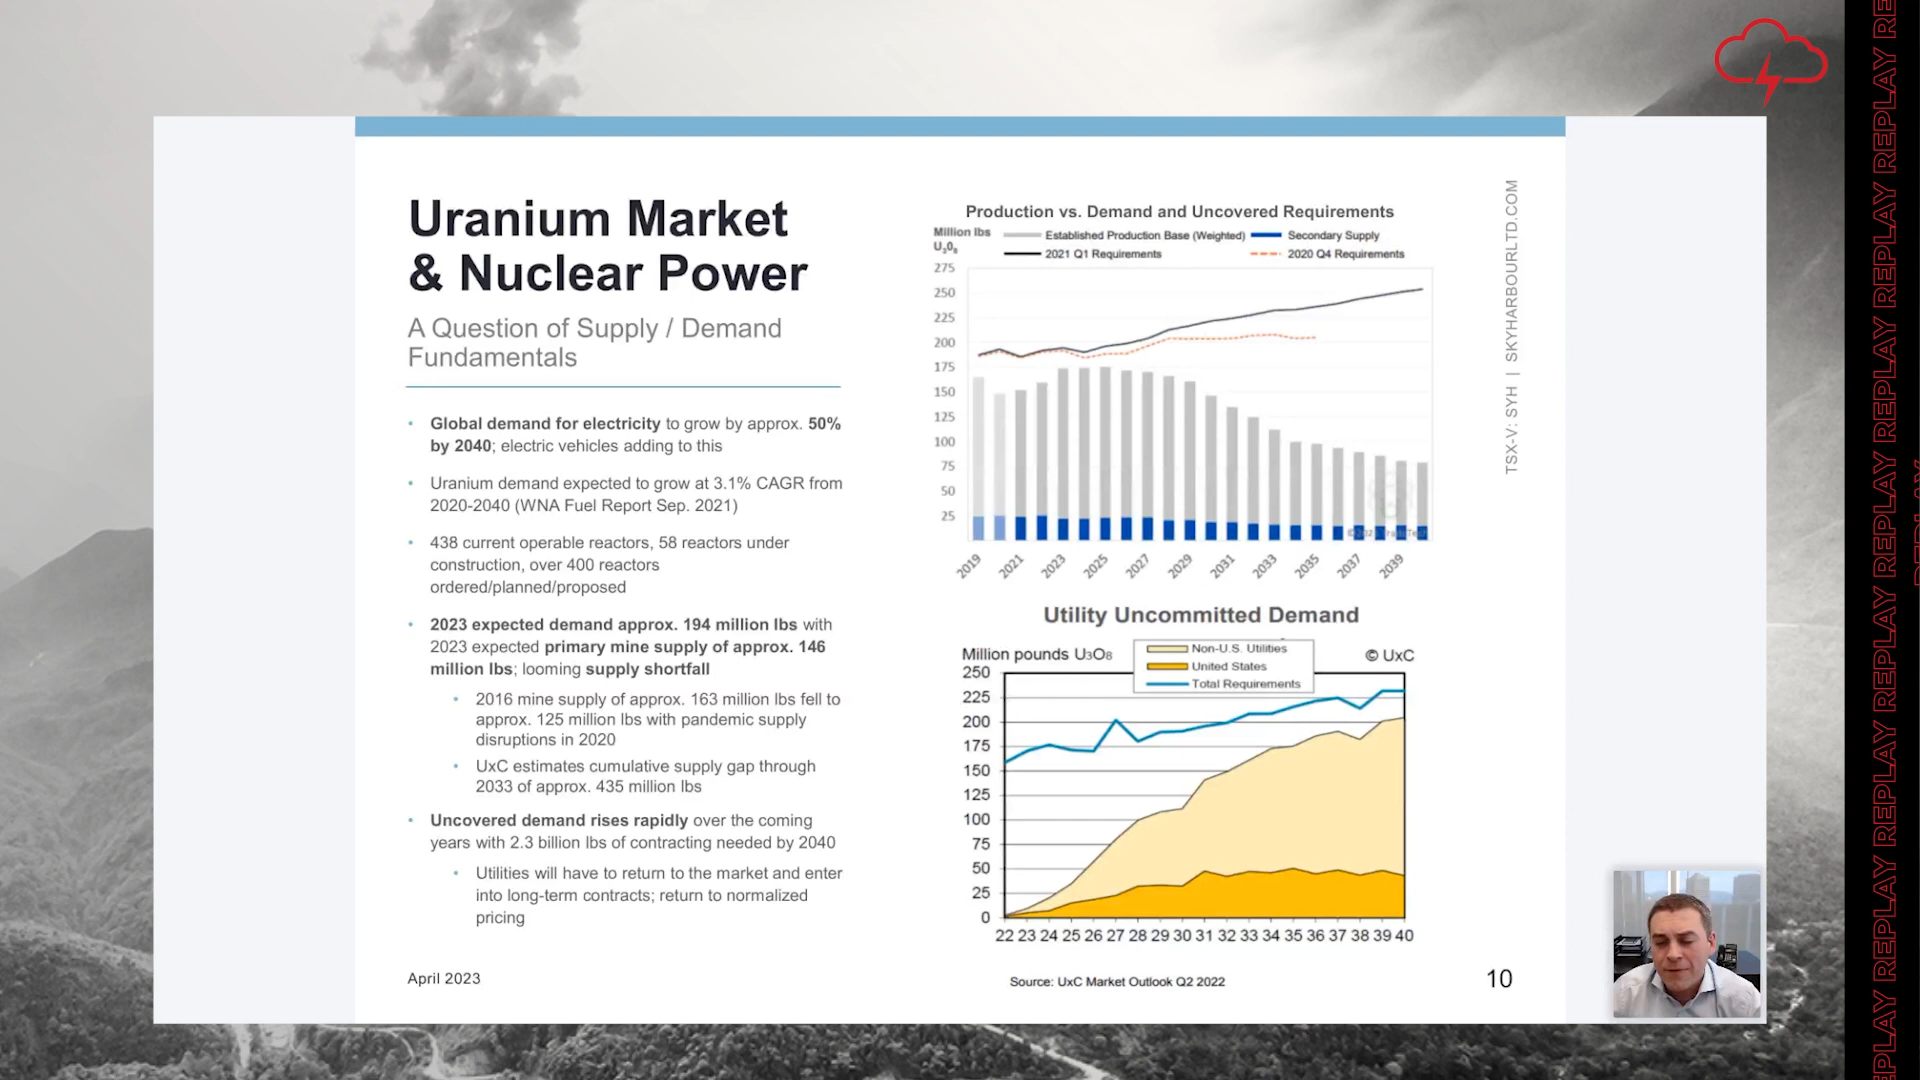 Uranium Market
& Nuclear Power
A Question of Supply / Demand
Fundamentals
• Global demand for electricity to grow by approx. 50%
by 2040; electric vehicles adding to this
• Uranium demand expected to grow at 3.1% CAGR from
2020-2040 (WNA Fuel Report Sep. 2021)
• 438 current operable reactors, 58 reactors under
construction, over 400 reactors
ordered/planned/proposed
• 2023 expected demand approx. 194 million lbs with
2023 expected primary mine supply of approx. 146
million lbs; looming supply shortfall
• 2016 mine supply of approx. 163 million lbs fell to
approx. 125 million lbs with pandemic supply
disruptions in 2020
• UxC estimates cumulative supply gap through
2033 of approx. 435 million lbs
• Uncovered demand rises rapidly over the coming
years with 2.3 billion lbs of contracting needed by 2040
• Utilities will have to return to the market and enter
into long-term contracts; return to normalized
pricing
April 2023
Production vs. Demand and Uncovered Requirements
Million lbs
U₃0₈
Established Production Base (Weighted) Secondary Supply
2021 Q1 Requirements 2020 Q4 Requirements
275
250
225
200
175
150
125
100
75
50
25
2019 2021 2023 2025 2027 2029 2031 2033 2035 2037 2039
Utility Uncommitted Demand
Million pounds U₃O₈
Non-U.S. Utilities
United States
Total Requirements
© UxC
250
225
200
175
150
125
100
75
50
25
0
22 23 24 25 26 27 28 29 30 31 32 33 34 35 36 37 38 39 40
Source: UxC Market Outlook Q2 2022
10
TSX-V: SYH | SKYHARBOURLTD.COM
REPLAY REPLAY REPLAY REPLAY REPLAY REPLAY REPLAY REPLAY REPLAY